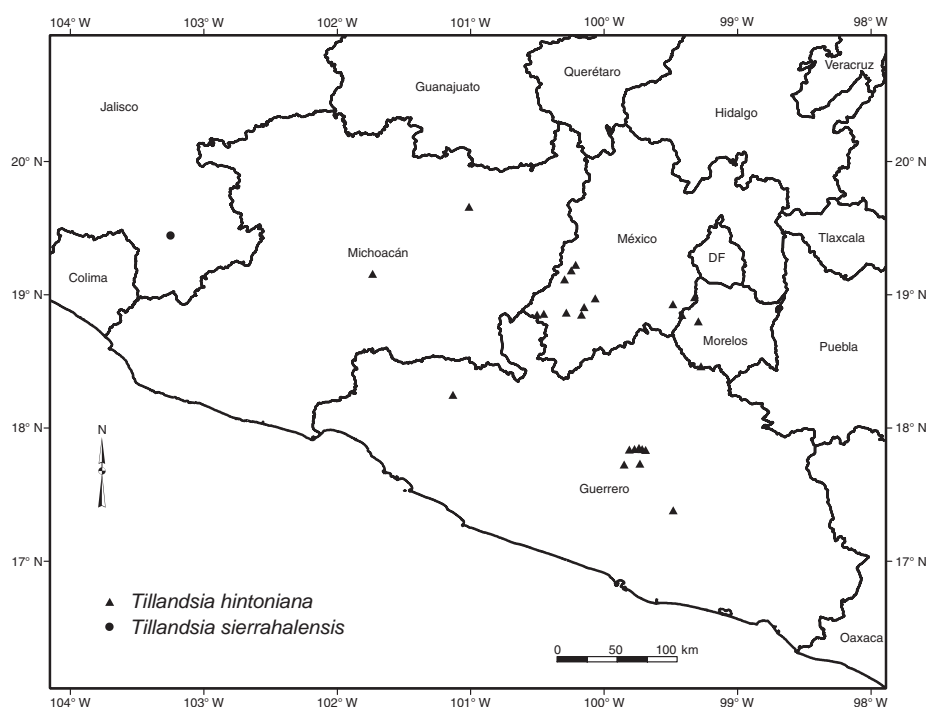 104° W 103° W 102° W 101° W 100° W 99° W 98° W
Veracruz
Querétaro
Guanajuato
Jalisco
Hidalgo
20° N 20° N
México
Tlaxcala
Michoacán
DF
Colima
19° N 19° N
Morelos
Puebla
18° N 18° N
N
Guerrero
17° N 17° N
Tillandsia hintoniana
Tillandsia sierrahalensis
Oaxaca
0 50 100 km
104° W 103° W 102° W 101° W 100° W 99° W 98° W